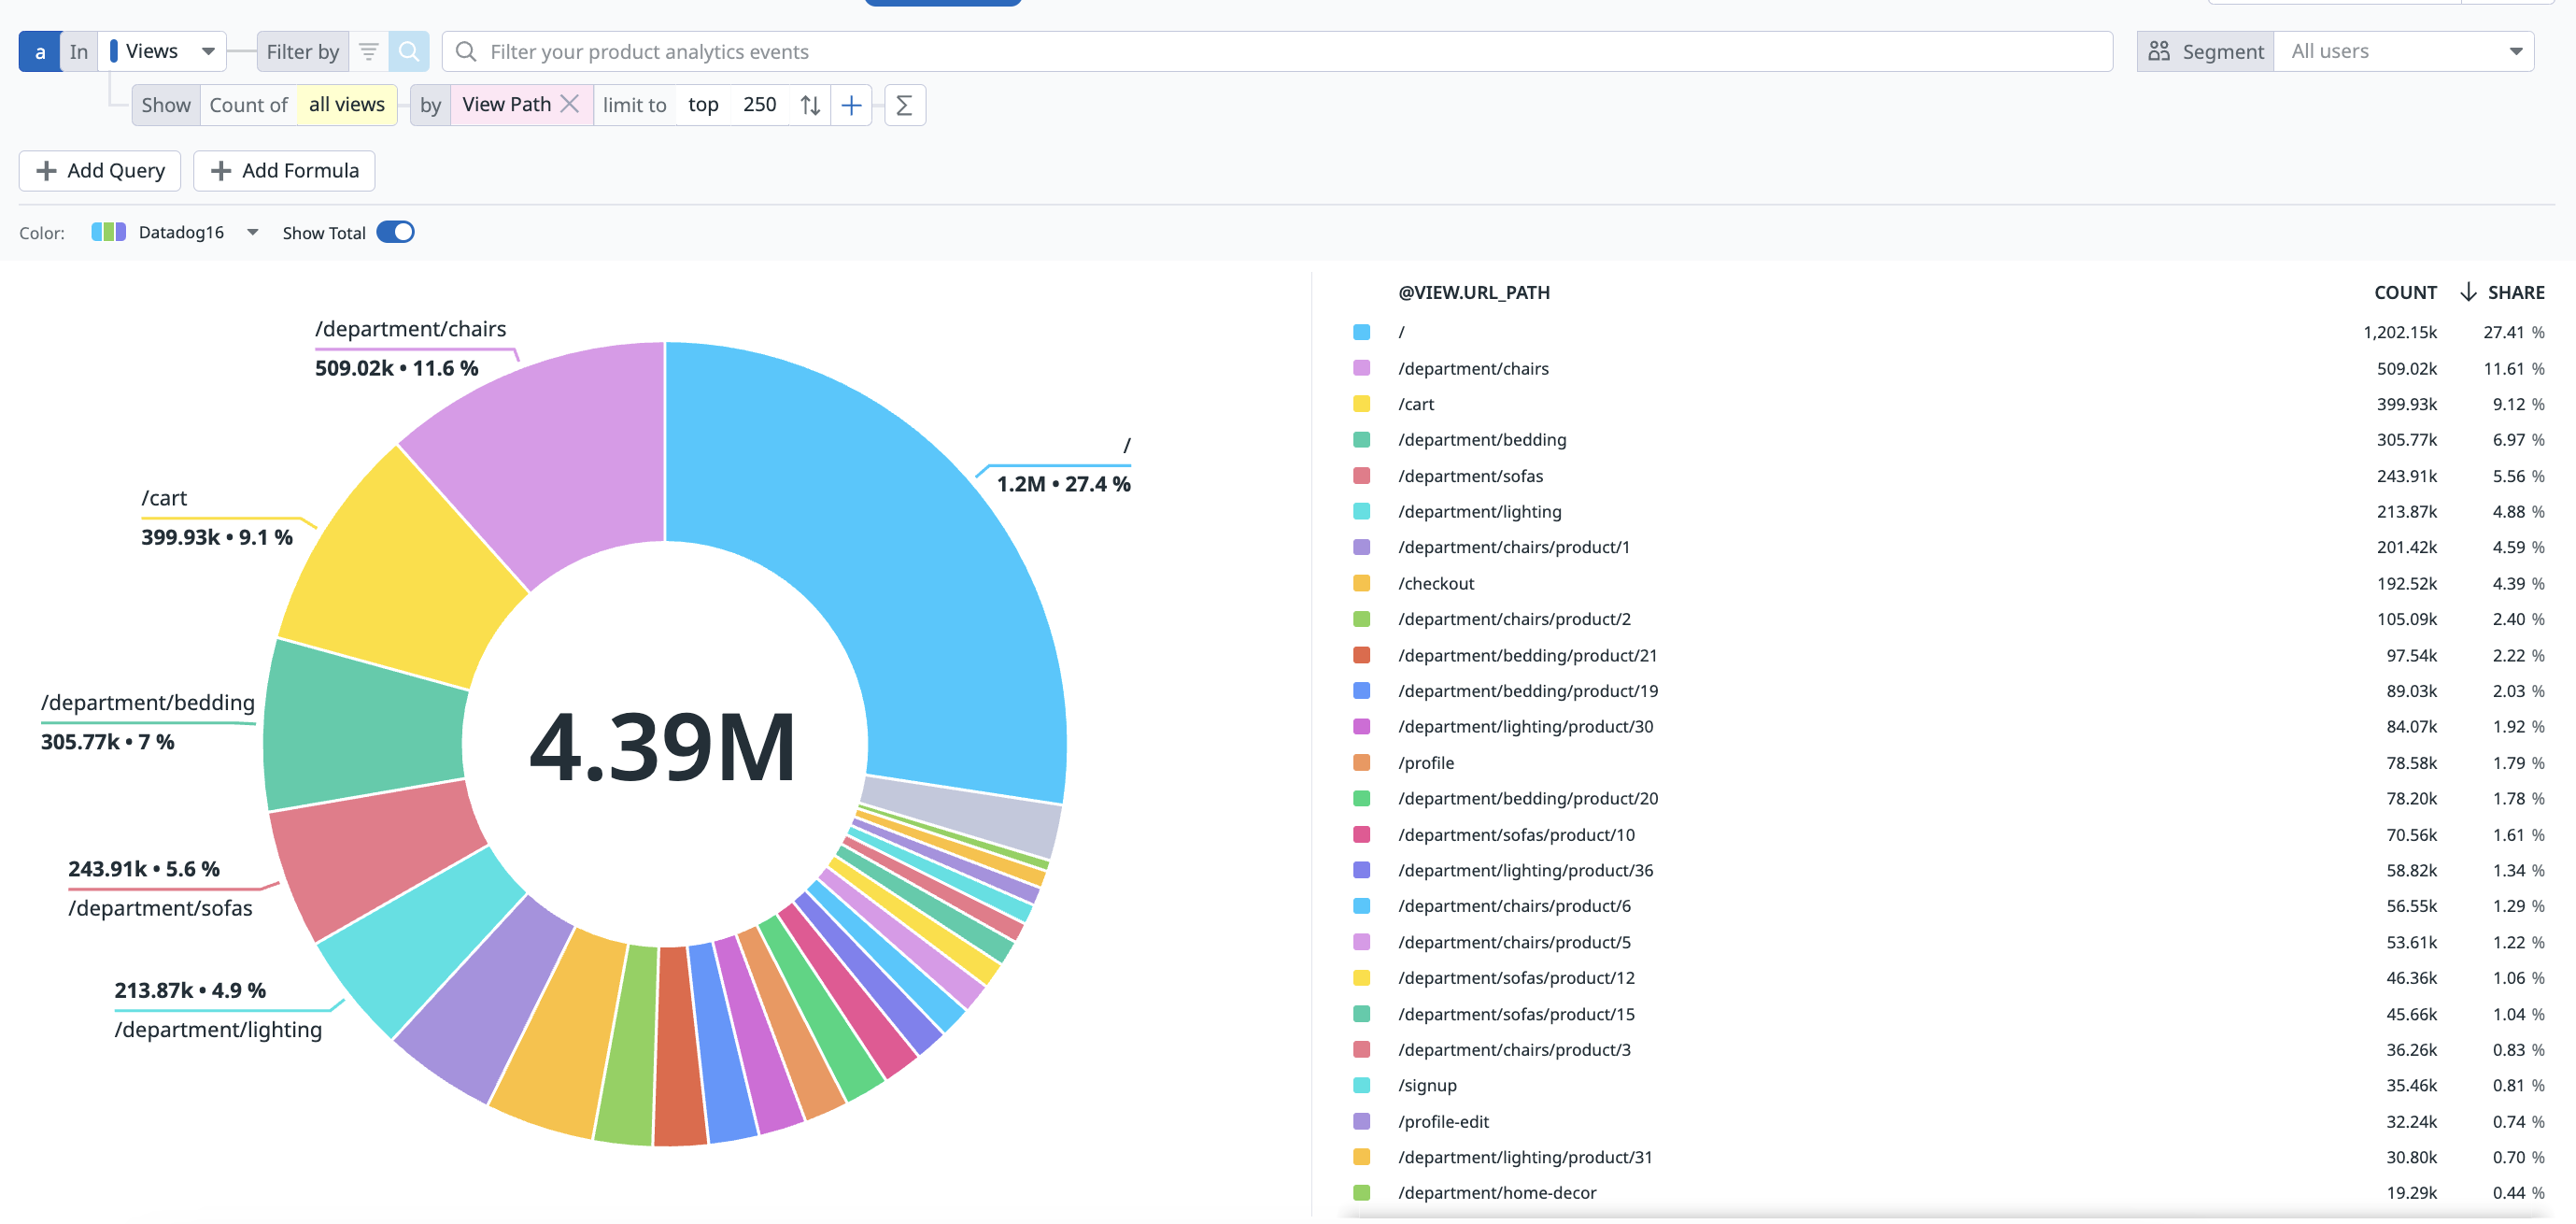 a In Views Filter by Filter your product analytics events Segment All users
Show Count of all views by View Path limit to top 250
Add Query Add Formula
Color: Datadog16 Show Total
/department/chairs
509.02k • 11.6 %
/
1.2M • 27.4 %
/cart
399.93k • 9.1 %
/department/bedding
305.77k • 7 %
4.39M
243.91k • 5.6 %
/department/sofas
213.87k • 4.9 %
/department/lighting
@VIEW.URL_PATH COUNT SHARE
/ 1,202.15k 27.41 %
/department/chairs 509.02k 11.61 %
/cart 399.93k 9.12 %
/department/bedding 305.77k 6.97 %
/department/sofas 243.91k 5.56 %
/department/lighting 213.87k 4.88 %
/department/chairs/product/1 201.42k 4.59 %
/checkout 192.52k 4.39 %
/department/chairs/product/2 105.09k 2.40 %
/department/bedding/product/21 97.54k 2.22 %
/department/bedding/product/19 89.03k 2.03 %
/department/lighting/product/30 84.07k 1.92 %
/profile 78.58k 1.79 %
/department/bedding/product/20 78.20k 1.78 %
/department/sofas/product/10 70.56k 1.61 %
/department/lighting/product/36 58.82k 1.34 %
/department/chairs/product/6 56.55k 1.29 %
/department/chairs/product/5 53.61k 1.22 %
/department/sofas/product/12 46.36k 1.06 %
/department/sofas/product/15 45.66k 1.04 %
/department/chairs/product/3 36.26k 0.83 %
/signup 35.46k 0.81 %
/profile-edit 32.24k 0.74 %
/department/lighting/product/31 30.80k 0.70 %
/department/home-decor 19.29k 0.44 %